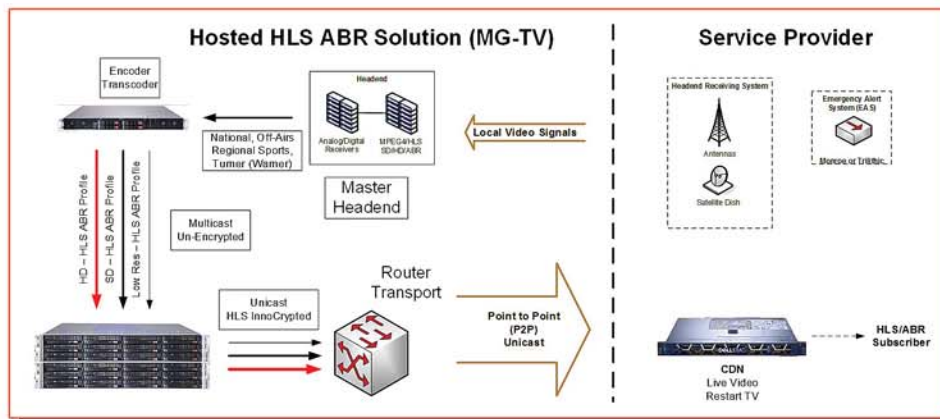 Hosted HLS ABR Solution (MG-TV)
Service Provider
Encoder
Transcoder
Headend
Analog/Digital
Receivers
MPEG4/HLS
SD/HD/ABR
National, Off-Airs
Regional Sports,
Turner (Warner)
Master
Headend
Local Video Signals
Headend Receiving System
Antennas
Satellite Dish
Emergency Alert
System (EAS)
HD – HLS ABR Profile
SD – HLS ABR Profile
Low Res – HLS ABR Profile
Multicast
Un-Encrypted
Unicast
HLS InnoCrypted
Router
Transport
Point to Point
(P2P)
Unicast
CDN
Live Video
Restart TV
HLS/ABR
Subscriber